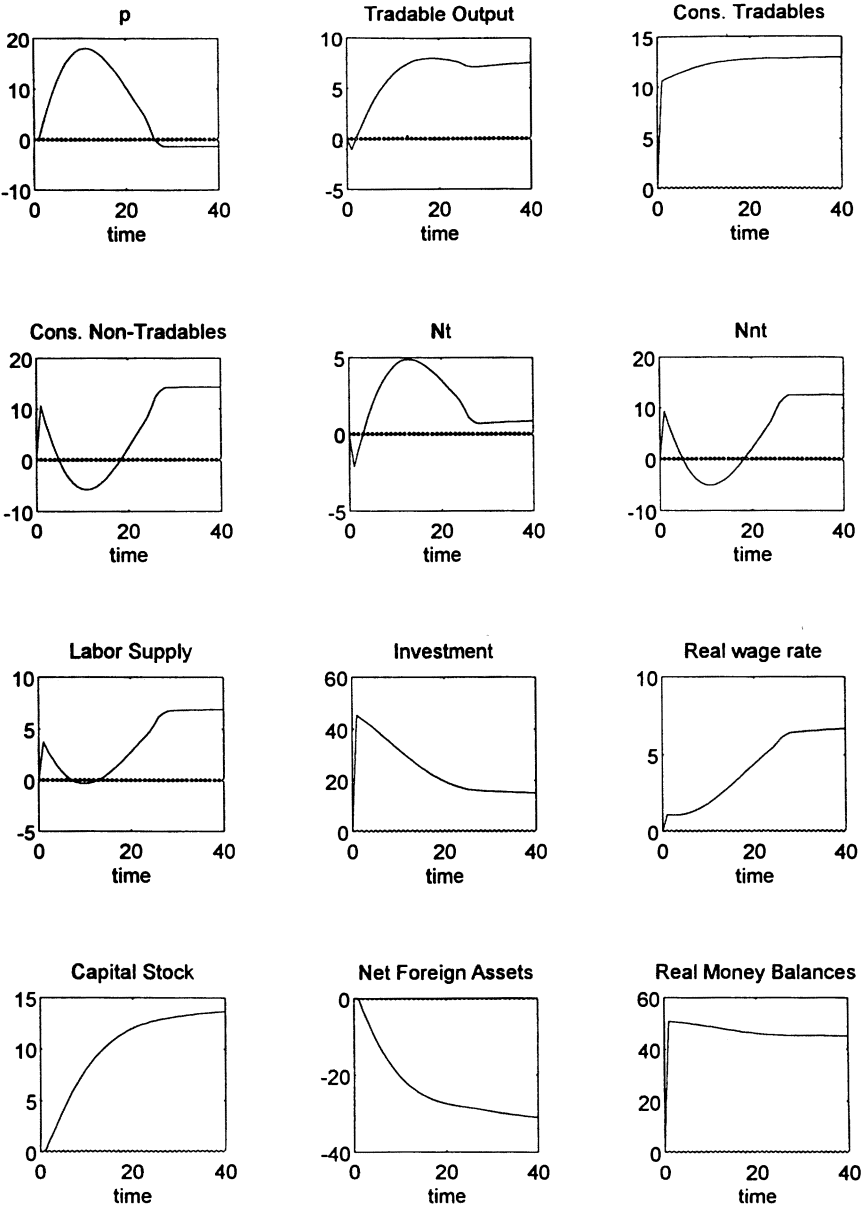 p
Tradable Output
Cons. Tradables
20
10
0
-10
0 20 40
time
10
5
0
-5
0 20 40
time
15
10
5
0
0 20 40
time
Cons. Non-Tradables
Nt
Nnt
20
10
0
-10
0 20 40
time
5
0
-5
0 20 40
time
20
10
0
-10
0 20 40
time
Labor Supply
Investment
Real wage rate
10
5
0
-5
0 20 40
time
60
40
20
0
0 20 40
time
10
5
0
0 20 40
time
Capital Stock
Net Foreign Assets
Real Money Balances
15
10
5
0
0 20 40
time
0
-20
-40
0 20 40
time
60
40
20
0
0 20 40
time